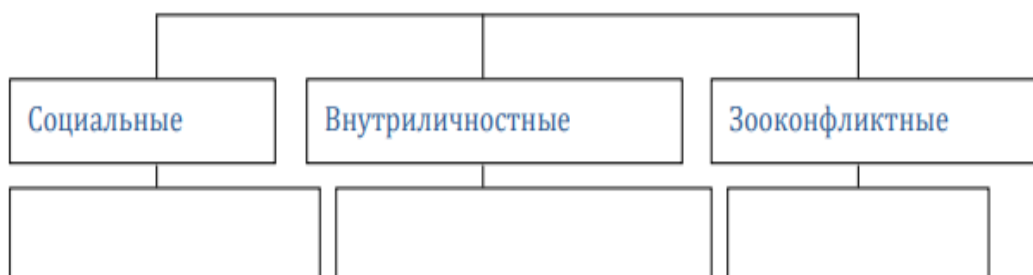 Социальные
Внутриличностные
Зооконфликтные